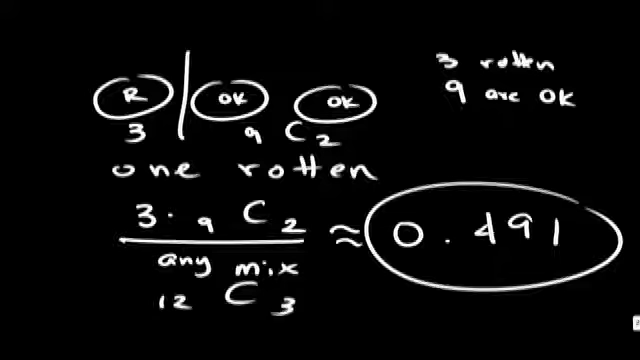 3 rotten
9 are OK
R OK OK
3 9 C 2
one rotten
3 · 9 C 2 ≈ 0.491
any mix
12 C 3